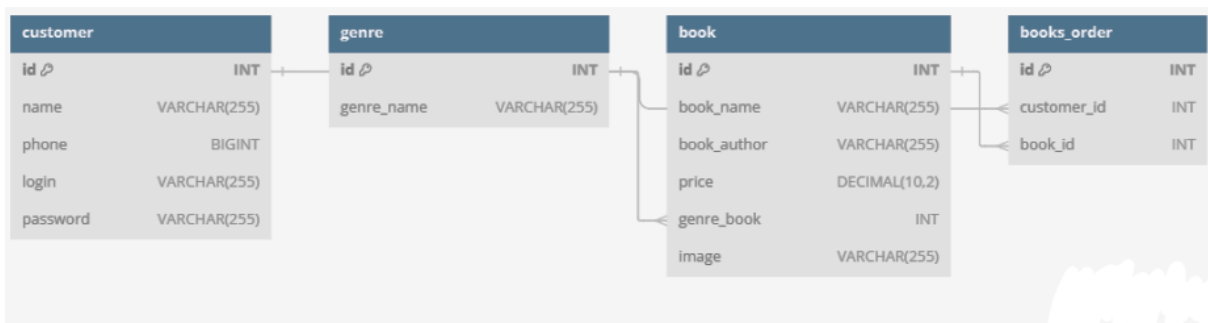 customer
id INT
name VARCHAR(255)
phone BIGINT
login VARCHAR(255)
password VARCHAR(255)
genre
id INT
genre_name VARCHAR(255)
book
id INT
book_name VARCHAR(255)
book_author VARCHAR(255)
price DECIMAL(10,2)
genre_book INT
image VARCHAR(255)
books_order
id INT
customer_id INT
book_id INT